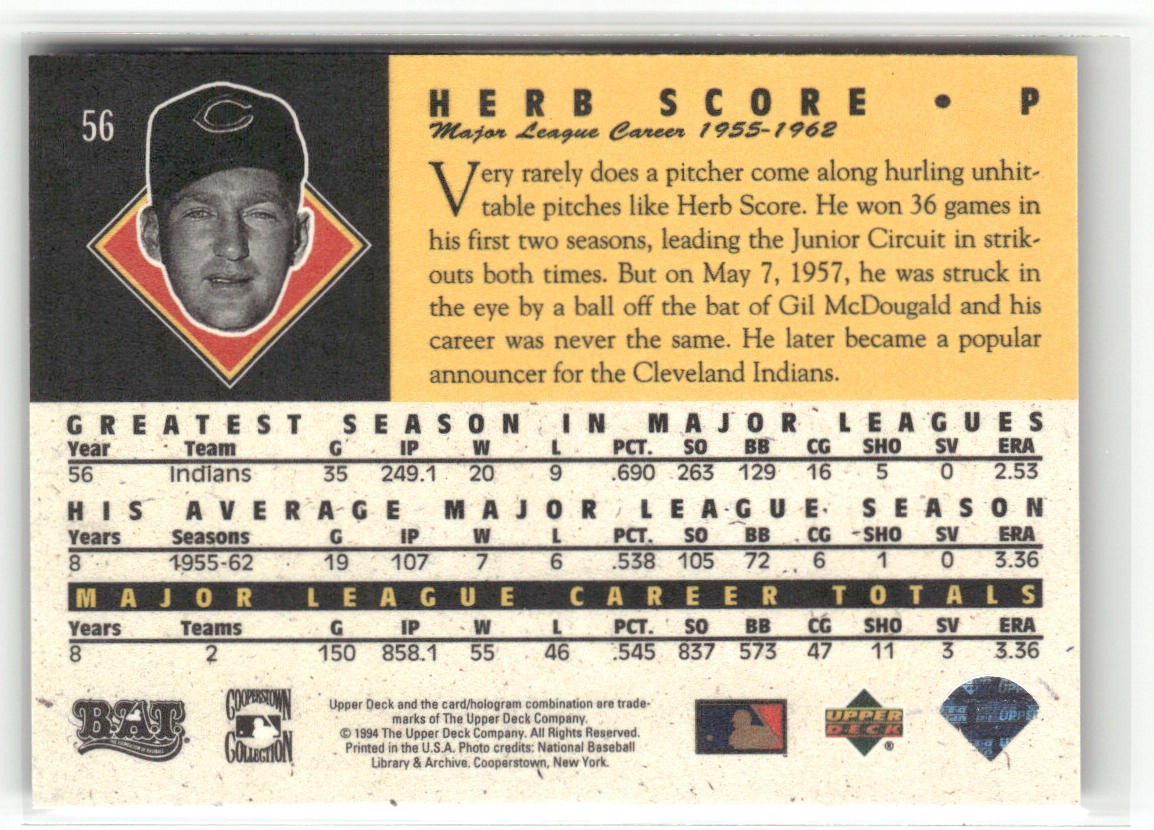 56
HERB SCORE • P
Major League Career 1955-1962
Very rarely does a pitcher come along hurling unhit-
table pitches like Herb Score. He won 36 games in
his first two seasons, leading the Junior Circuit in strik-
outs both times. But on May 7, 1957, he was struck in
the eye by a ball off the bat of Gil McDougald and his
career was never the same. He later became a popular
announcer for the Cleveland Indians.
GREATEST SEASON IN MAJOR LEAGUES
Year Team G IP W L PCT. SO BB CG SHO SV ERA
56 Indians 35 249.1 20 9 .690 263 129 16 5 0 2.53
HIS AVERAGE MAJOR LEAGUE SEASON
Years Seasons G IP W L PCT. SO BB CG SHO SV ERA
8 1955-62 19 107 7 6 .538 105 72 6 1 0 3.36
MAJOR LEAGUE CAREER TOTALS
Years Teams G IP W L PCT. SO BB CG SHO SV ERA
8 2 150 858.1 55 46 .545 837 573 47 11 3 3.36
BAT
COOPERSTOWN
COLLECTION
Upper Deck and the card/hologram combination are trade-
marks of The Upper Deck Company.
© 1994 The Upper Deck Company. All Rights Reserved.
Printed in the U.S.A. Photo credits: National Baseball
Library & Archive. Cooperstown, New York.
UPPER
DECK
®